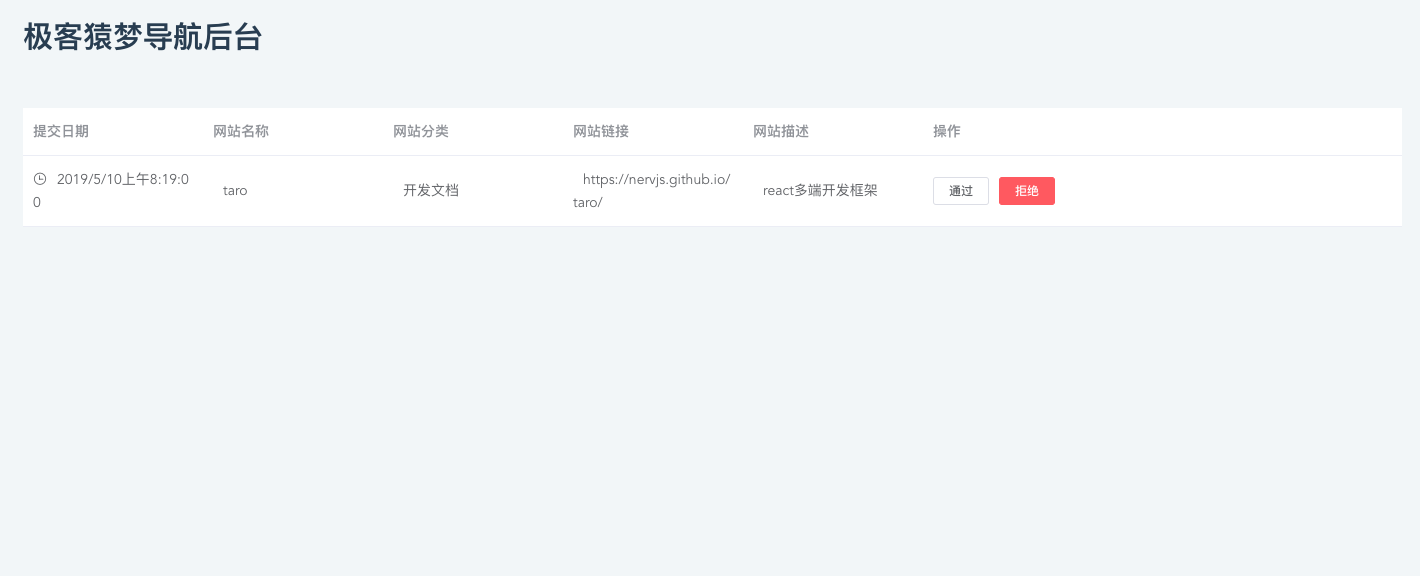 极客猿梦导航后台
提交日期 网站名称 网站分类 网站链接 网站描述 操作
2019/5/10上午8:19:0
0
taro
开发文档
https://nervjs.github.io/
taro/
react多端开发框架
通过 拒绝